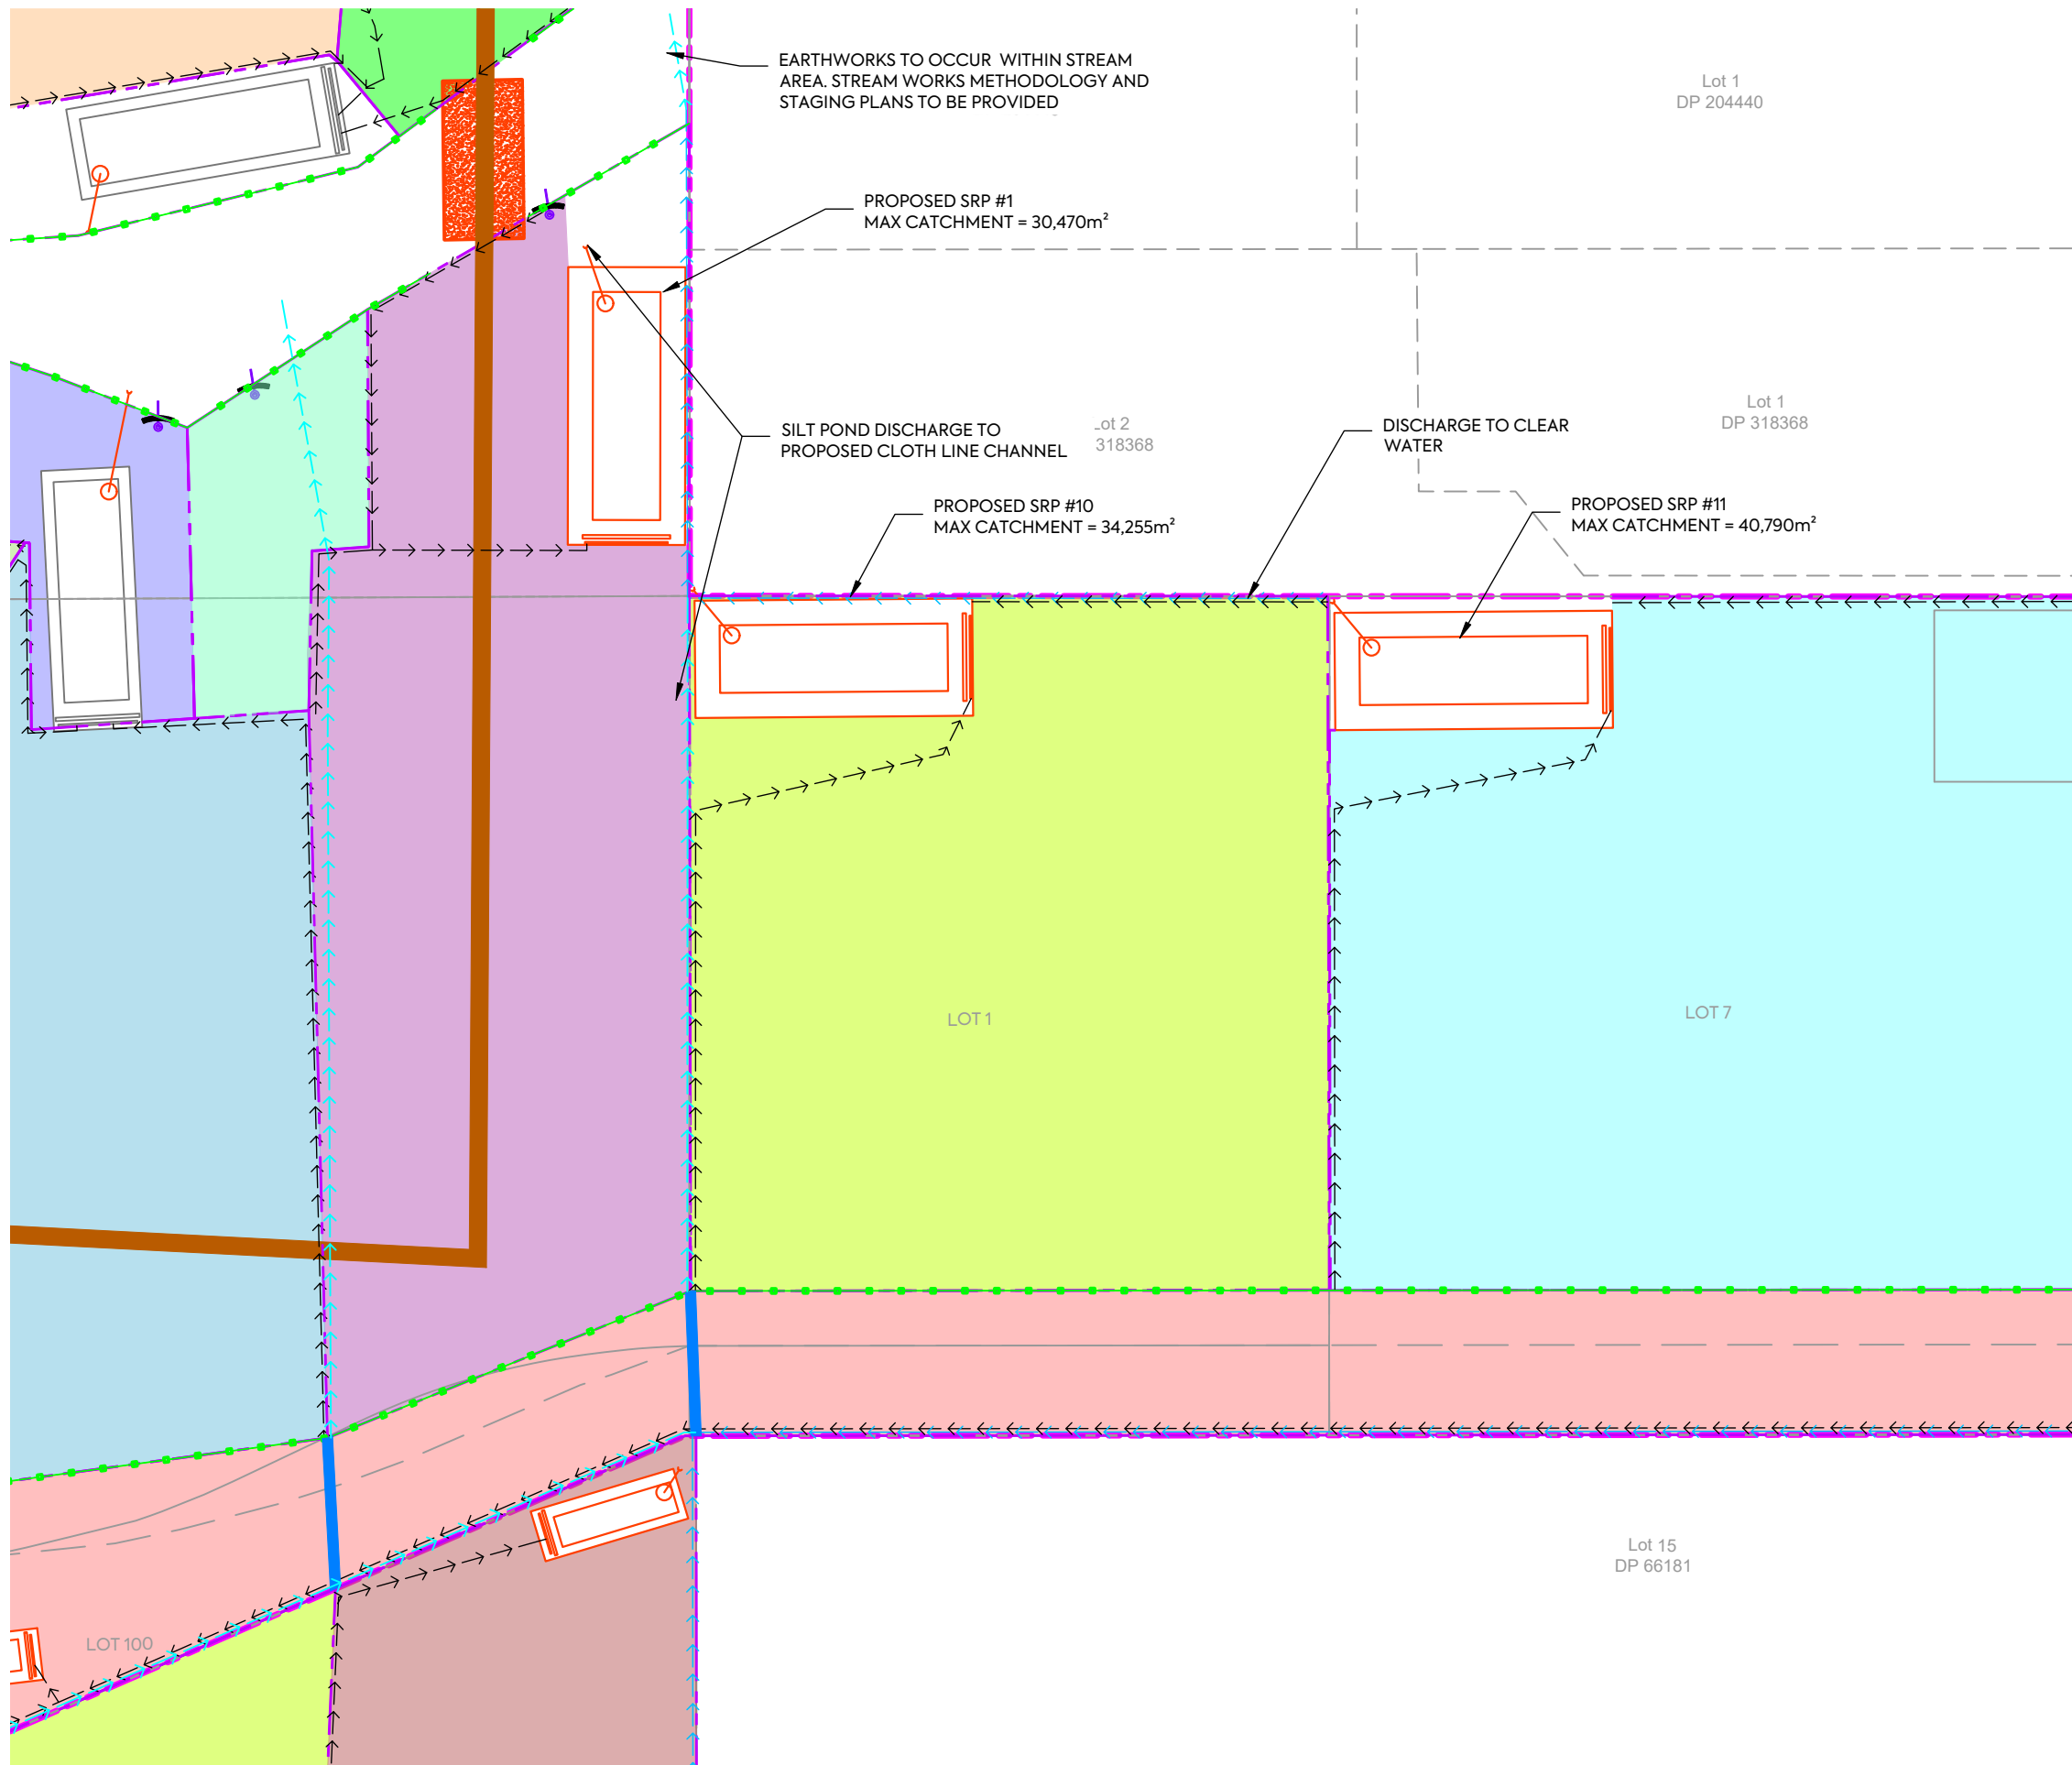 EARTHWORKS TO OCCUR WITHIN STREAM
AREA. STREAM WORKS METHODOLOGY AND
STAGING PLANS TO BE PROVIDED
Lot 1
DP 204440
PROPOSED SRP #1
MAX CATCHMENT = 30,470m²
Lot 1
DP 318368
SILT POND DISCHARGE TO
PROPOSED CLOTH LINE CHANNEL
Lot 2
318368
DISCHARGE TO CLEAR
WATER
PROPOSED SRP #10
MAX CATCHMENT = 34,255m²
PROPOSED SRP #11
MAX CATCHMENT = 40,790m²
LOT 1
LOT 7
Lot 15
DP 66181
LOT 100